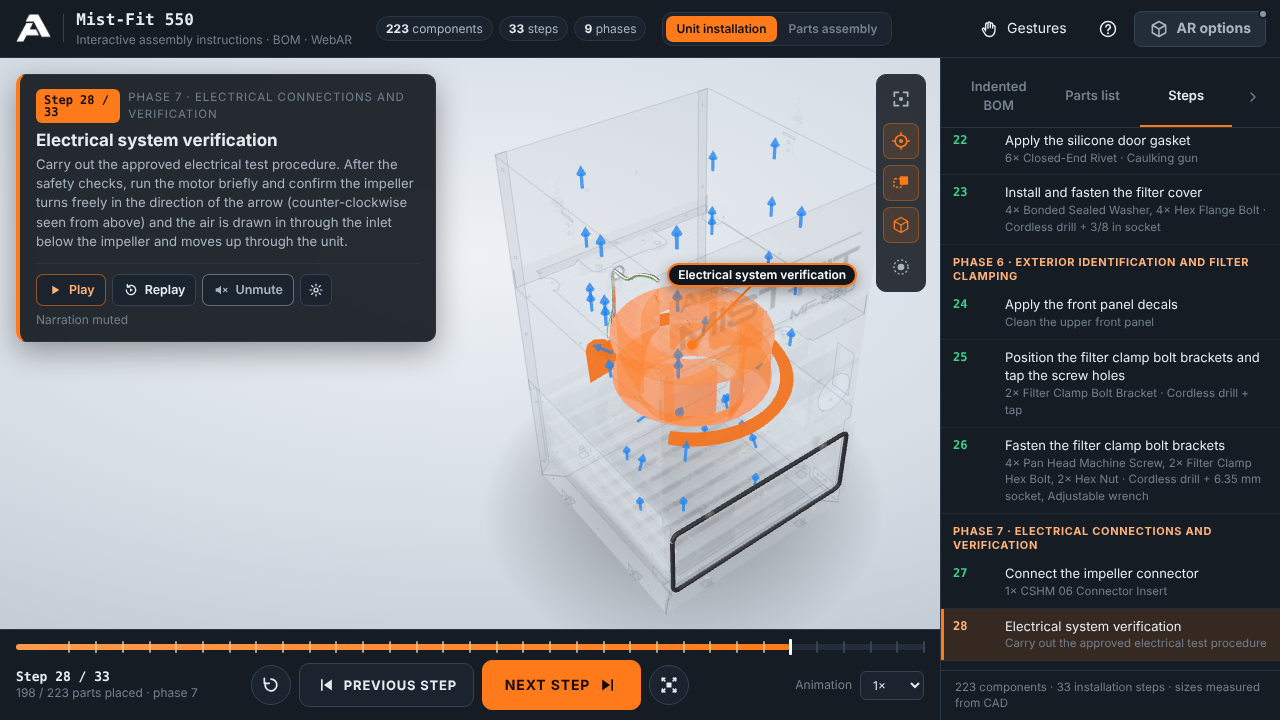 Mist-Fit 550
Interactive assembly instructions · BOM · WebAR
223 components
33 steps
9 phases
Unit installation
Parts assembly
Gestures
AR options
Step 28 / 33
PHASE 7 · ELECTRICAL CONNECTIONS AND VERIFICATION
Electrical system verification
Carry out the approved electrical test procedure. After the
safety checks, run the motor briefly and confirm the impeller
turns freely in the direction of the arrow (counter-clockwise
seen from above) and the air is drawn in through the inlet
below the impeller and moves up through the unit.
Play
Replay
Unmute
Narration muted
Electrical system verification
Indented BOM
Parts list
Steps
22
Apply the silicone door gasket
6× Closed-End Rivet · Caulking gun
23
Install and fasten the filter cover
4× Bonded Sealed Washer, 4× Hex Flange Bolt ·
Cordless drill + 3/8 in socket
PHASE 6 · EXTERIOR IDENTIFICATION AND FILTER
CLAMPING
24
Apply the front panel decals
Clean the upper front panel
25
Position the filter clamp bolt brackets and
tap the screw holes
2× Filter Clamp Bolt Bracket · Cordless drill +
tap
26
Fasten the filter clamp bolt brackets
4× Pan Head Machine Screw, 2× Filter Clamp
Hex Bolt, 2× Hex Nut · Cordless drill + 6.35 mm
socket, Adjustable wrench
PHASE 7 · ELECTRICAL CONNECTIONS AND
VERIFICATION
27
Connect the impeller connector
1× CSHM 06 Connector Insert
28
Electrical system verification
Carry out the approved electrical test procedure
223 components · 33 installation steps · sizes measured
from CAD
Step 28 / 33
198 / 223 parts placed · phase 7
PREVIOUS STEP
NEXT STEP
Animation
1×